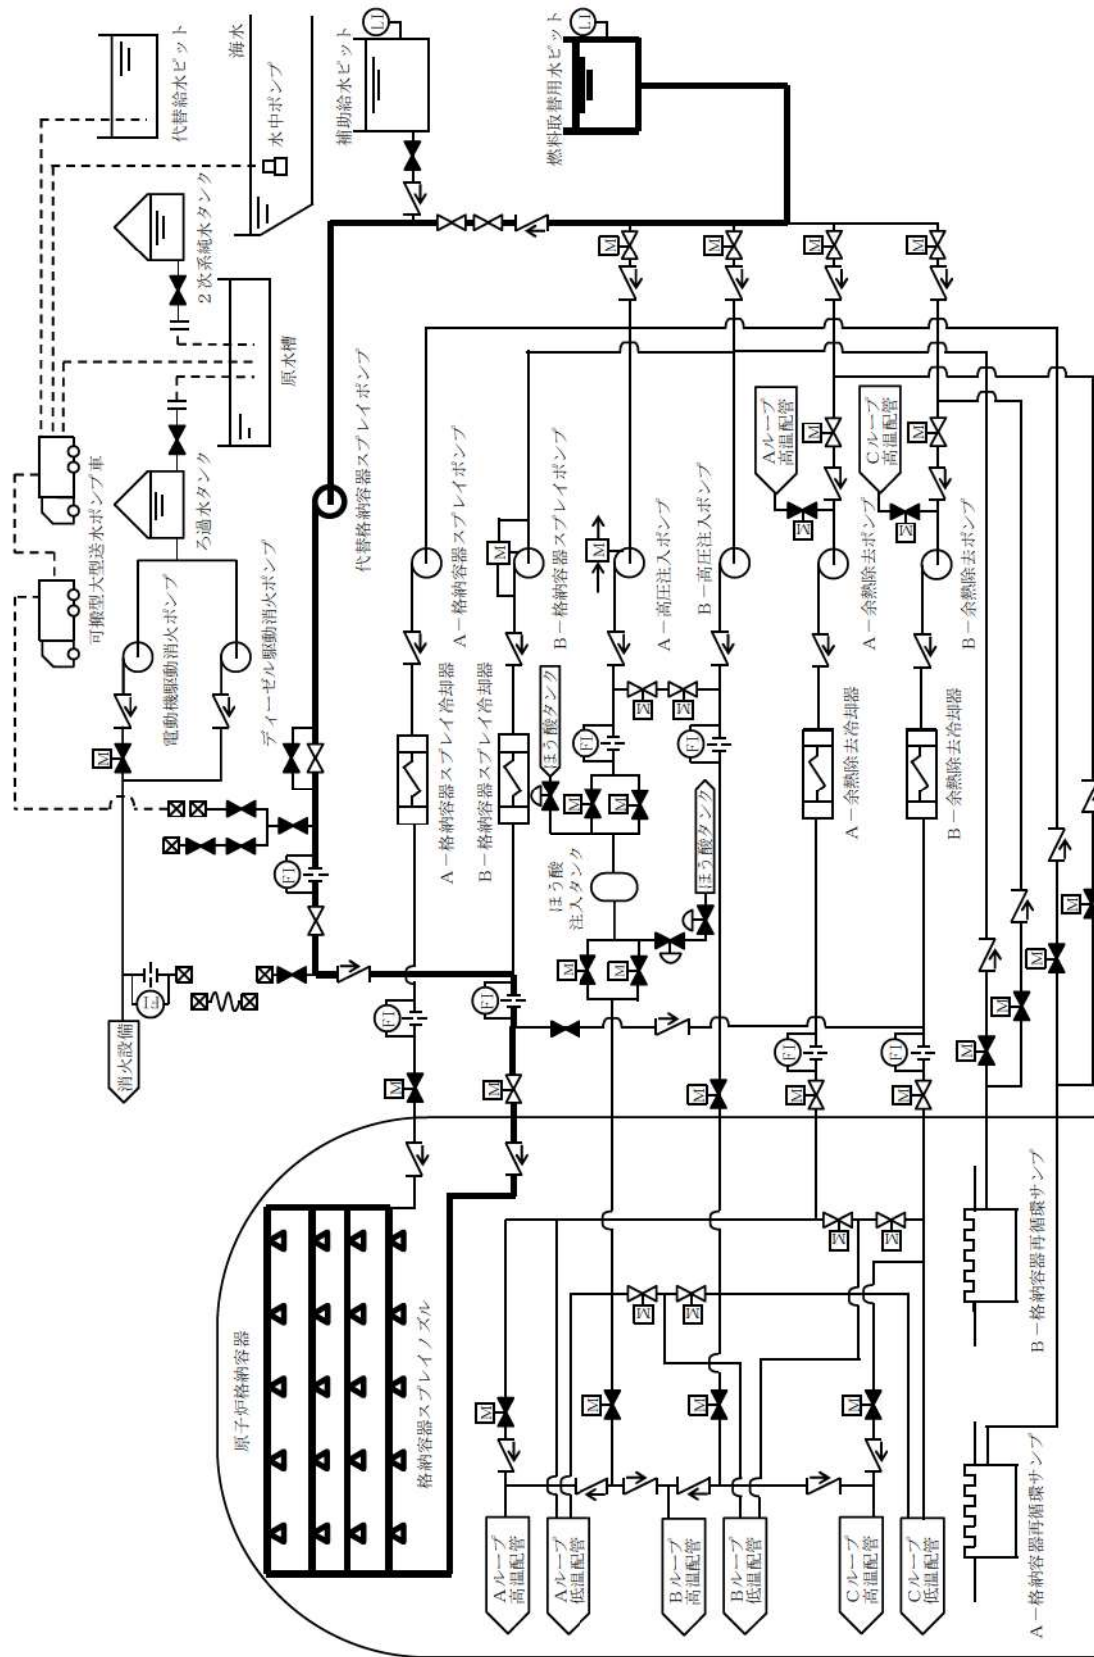 代替給水ピット
海水
水中ポンプ
補助給水ピット
LI
燃料取替用水ピット
LI
2次系純水タンク
原水槽
可搬型大型送水ポンプ車
ろ過水タンク
電動機駆動消火ポンプ
ディーゼル駆動消火ポンプ
代替格納容器スプレイポンプ
A－格納容器スプレイポンプ
B－格納容器スプレイポンプ
A－高圧注入ポンプ
B－高圧注入ポンプ
Aループ
高温配管
Cループ
高温配管
A－余熱除去ポンプ
B－余熱除去ポンプ
M
M
M
M
M
M
M
M
M
M
M
A－格納容器スプレイ冷却器
B－格納容器スプレイ冷却器
ほう酸タンク
FI
FI
M
M
M
M
ほう酸
注入タンク
ほう酸タンク
A－余熱除去冷却器
B－余熱除去冷却器
消火設備
FI
FI
FI
FI
FI
FI
M
M
M
M
M
M
M
M
M
M
M
M
原子炉格納容器
格納容器スプレイノズル
M
M
M
M
M
M
M
M
Aループ
高温配管
Aループ
低温配管
Bループ
高温配管
Bループ
低温配管
Cループ
高温配管
Cループ
低温配管
B－格納容器再循環サンプ
A－格納容器再循環サンプ